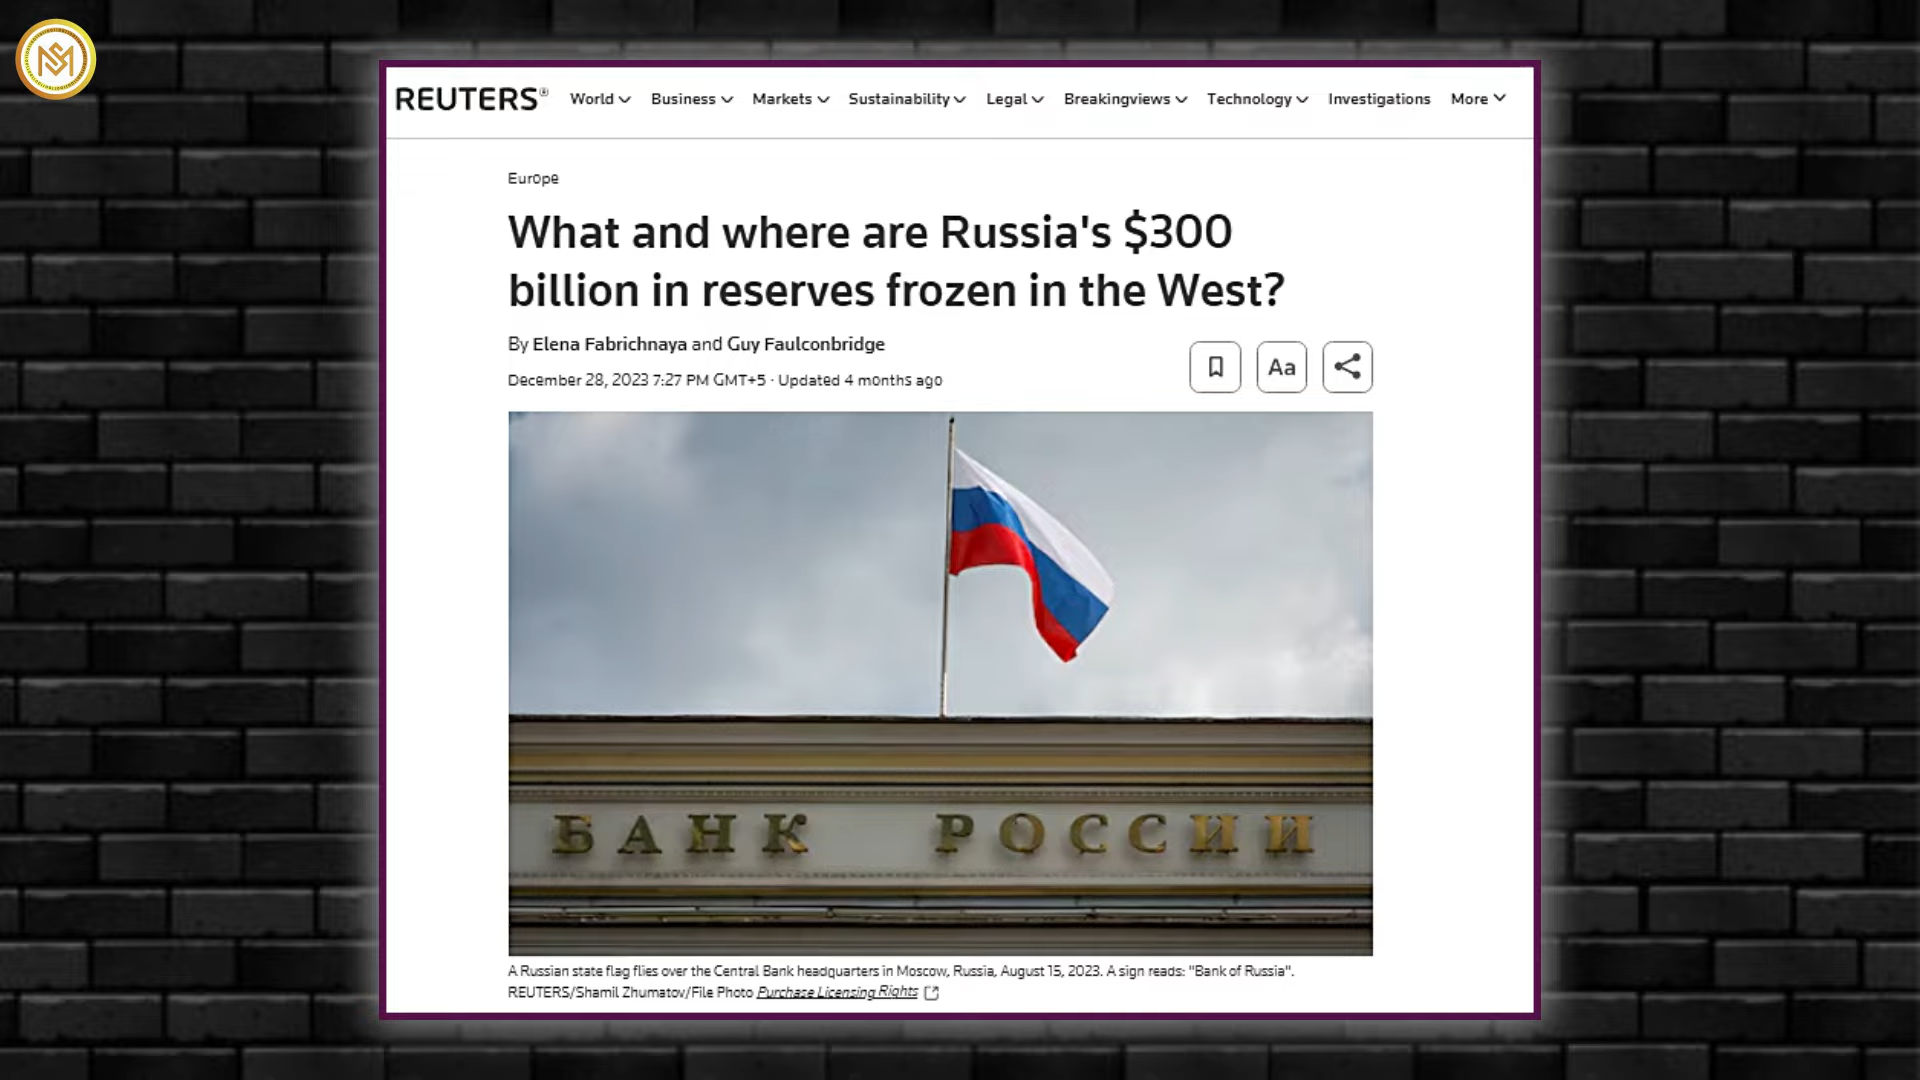 REUTERS®
World Business Markets Sustainability Legal Breakingviews Technology Investigations More
Europe
What and where are Russia's $300
billion in reserves frozen in the West?
By Elena Fabrichnaya and Guy Faulconbridge
December 28, 2023 7:27 PM GMT+5 · Updated 4 months ago
Aa
БАНК РОССИИ
A Russian state flag flies over the Central Bank headquarters in Moscow, Russia, August 15, 2023. A sign reads: "Bank of Russia".
REUTERS/Shamil Zhumatov/File Photo Purchase Licensing Rights